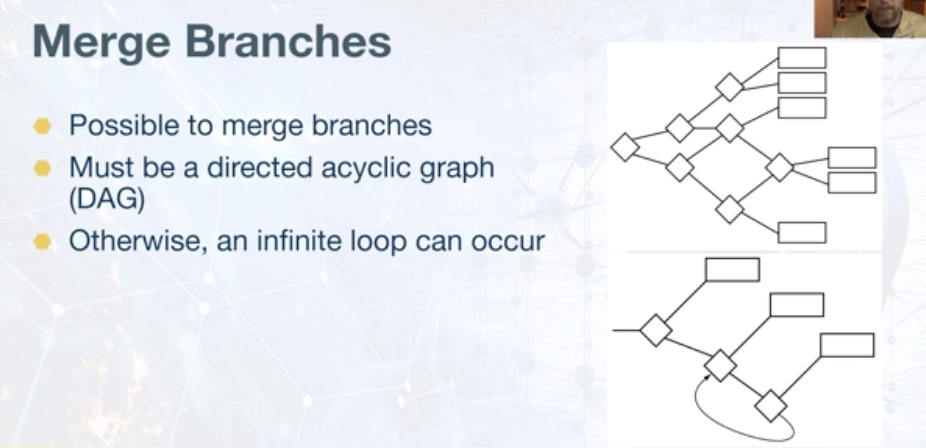 Merge Branches
Possible to merge branches
Must be a directed acyclic graph
(DAG)
Otherwise, an infinite loop can occur